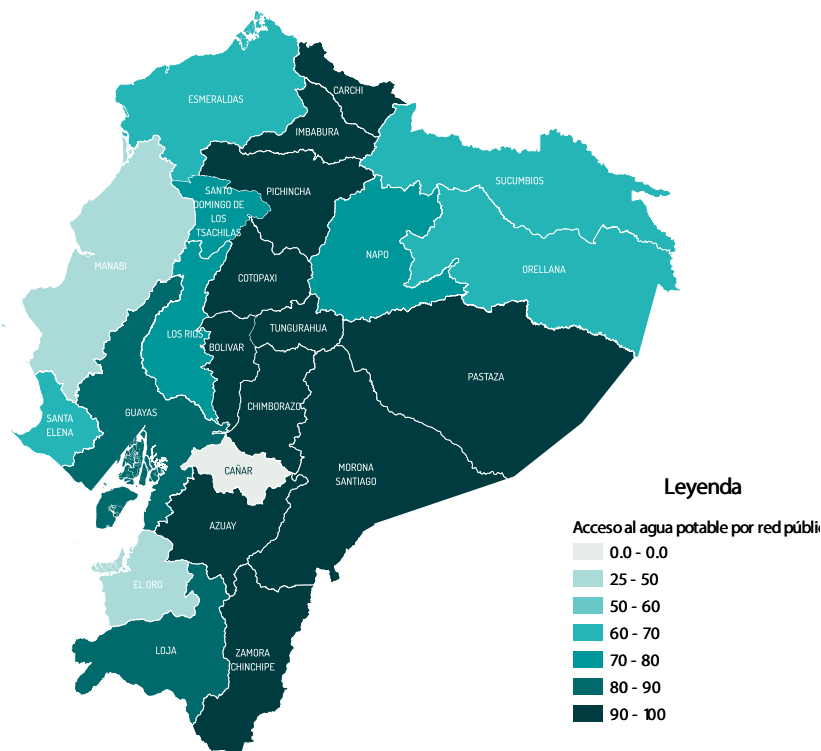 CARCHI
ESMERALDAS
IMBABURA
SUCUMBIOS
SANTO
DOMINGO DE
LOS
TSACHILAS
PICHINCHA
NAPO
MANABI
ORELLANA
COTOPAXI
TUNGURAHUA
LOS RIOS
BOLIVAR
PASTAZA
CHIMBORAZO
GUAYAS
SANTA
ELENA
CAÑAR
MORONA
SANTIAGO
AZUAY
EL ORO
LOJA
ZAMORA
CHINCHIPE
Leyenda
Acceso al agua potable por red públic
0.0 - 0.0
25 - 50
50 - 60
60 - 70
70 - 80
80 - 90
90 - 100